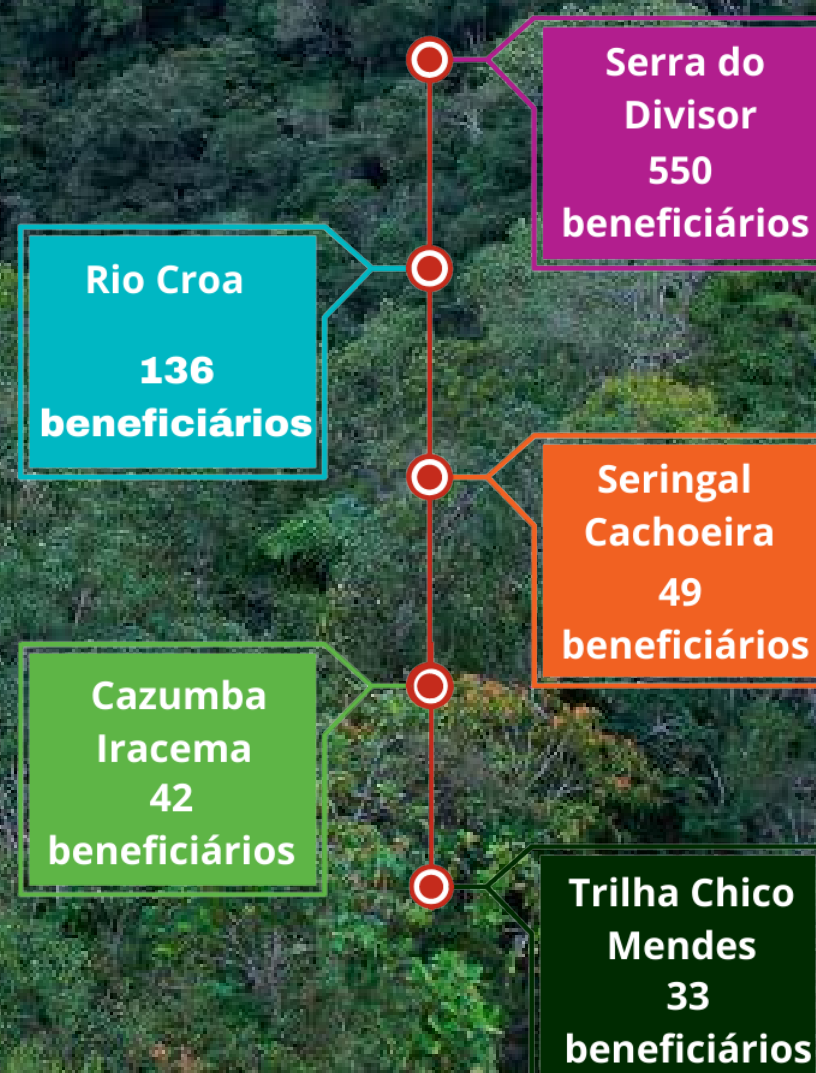 Serra do
Divisor
550
beneficiários
Rio Croa
136
beneficiários
Seringal
Cachoeira
49
beneficiários
Cazumba
Iracema
42
beneficiários
Trilha Chico
Mendes
33
beneficiários